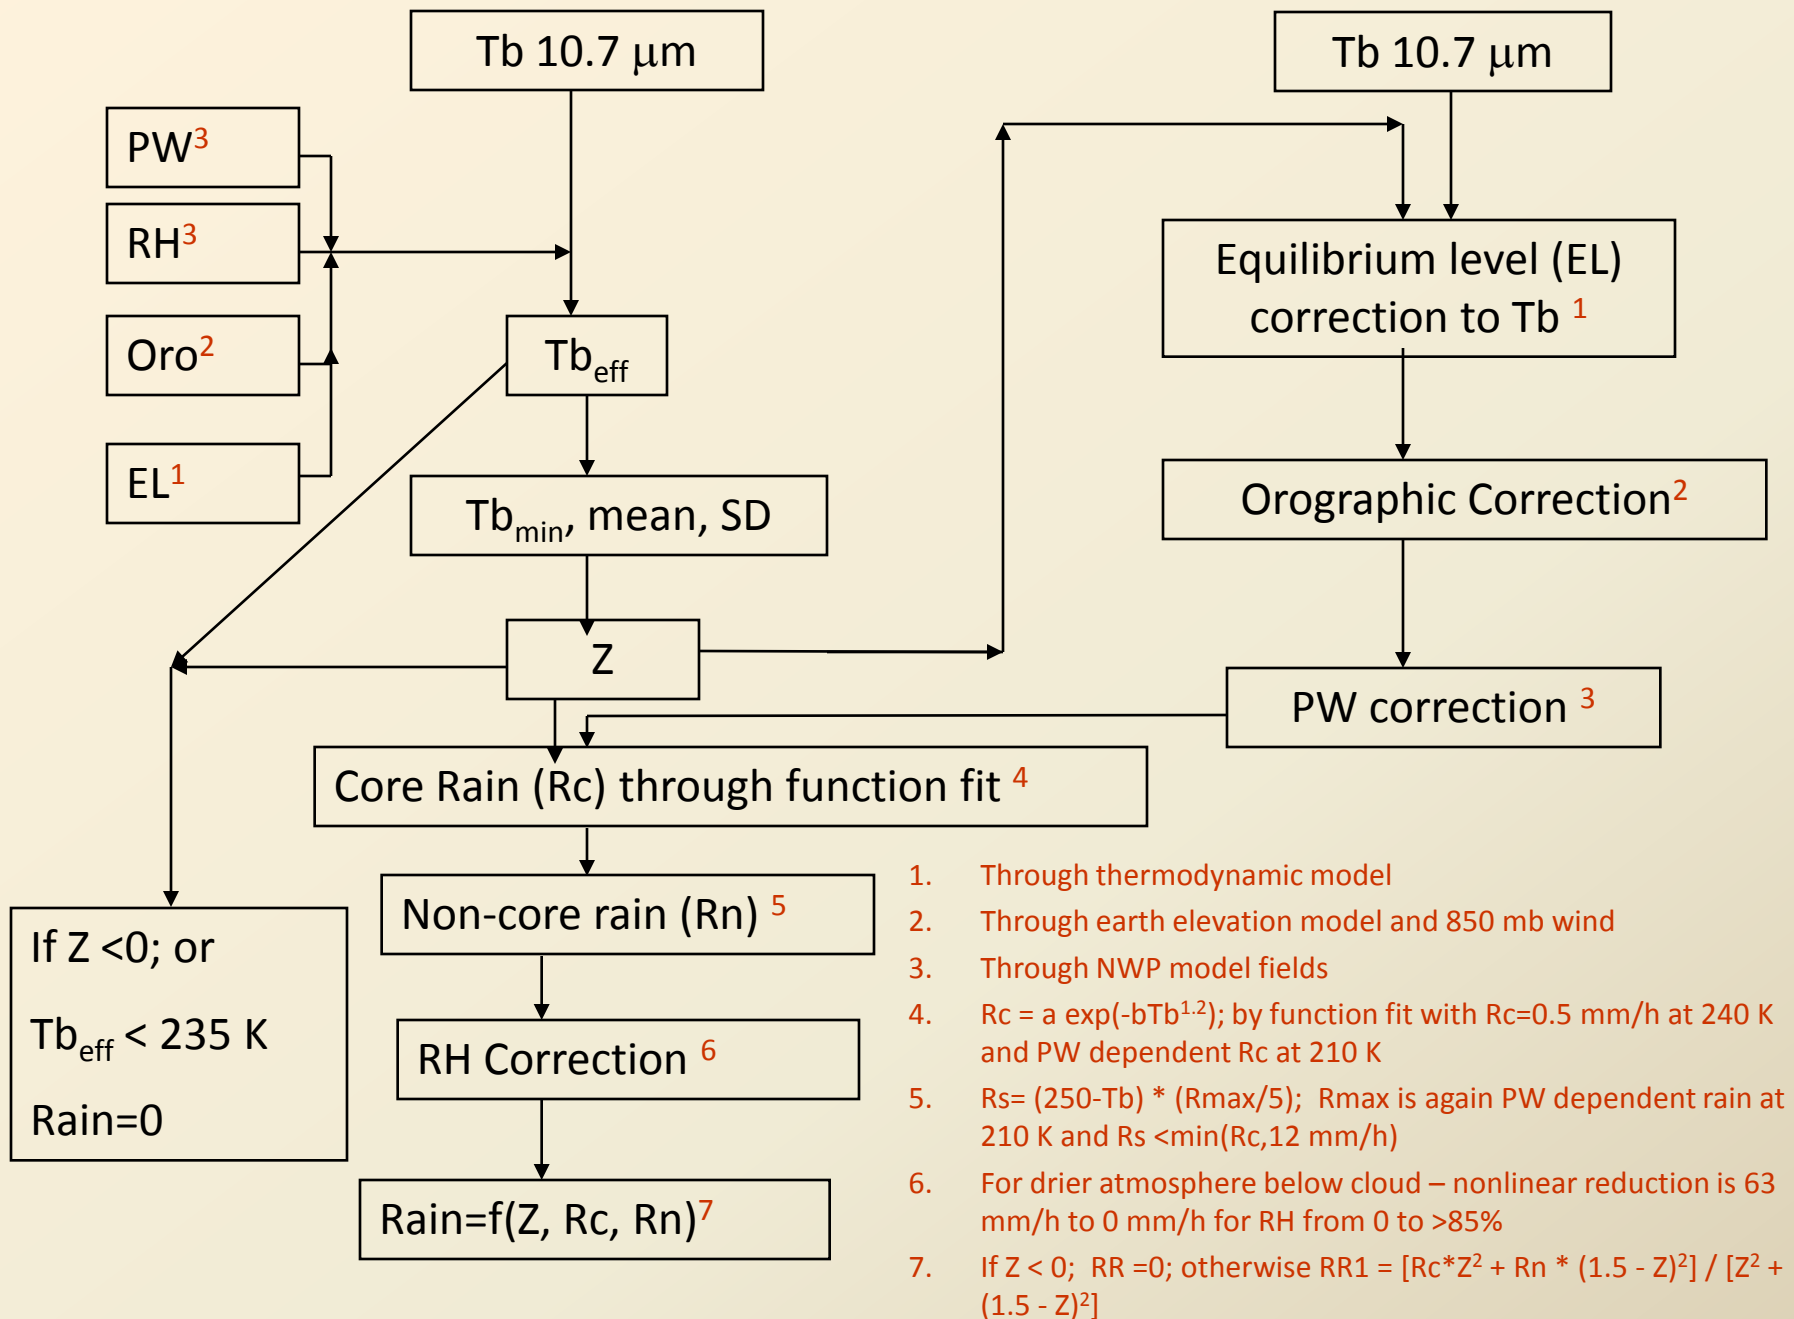 Tb 10.7 μm
Tb 10.7 μm
PW³
RH³
Oro²
EL¹
Tb_eff
Tb_min, mean, SD
Z
Equilibrium level (EL)
correction to Tb ¹
Orographic Correction²
PW correction ³
Core Rain (Rc) through function fit ⁴
Non-core rain (Rn) ⁵
RH Correction ⁶
Rain=f(Z, Rc, Rn)⁷
If Z <0; or
Tb_eff < 235 K
Rain=0
1. Through thermodynamic model
2. Through earth elevation model and 850 mb wind
3. Through NWP model fields
4. Rc = a exp(-bTb^1.2); by function fit with Rc=0.5 mm/h at 240 K
and PW dependent Rc at 210 K
5. Rs= (250-Tb) * (Rmax/5); Rmax is again PW dependent rain at
210 K and Rs <min(Rc,12 mm/h)
6. For drier atmosphere below cloud – nonlinear reduction is 63
mm/h to 0 mm/h for RH from 0 to >85%
7. If Z < 0; RR =0; otherwise RR1 = [Rc*Z² + Rn * (1.5 - Z)²] / [Z² +
(1.5 - Z)²]